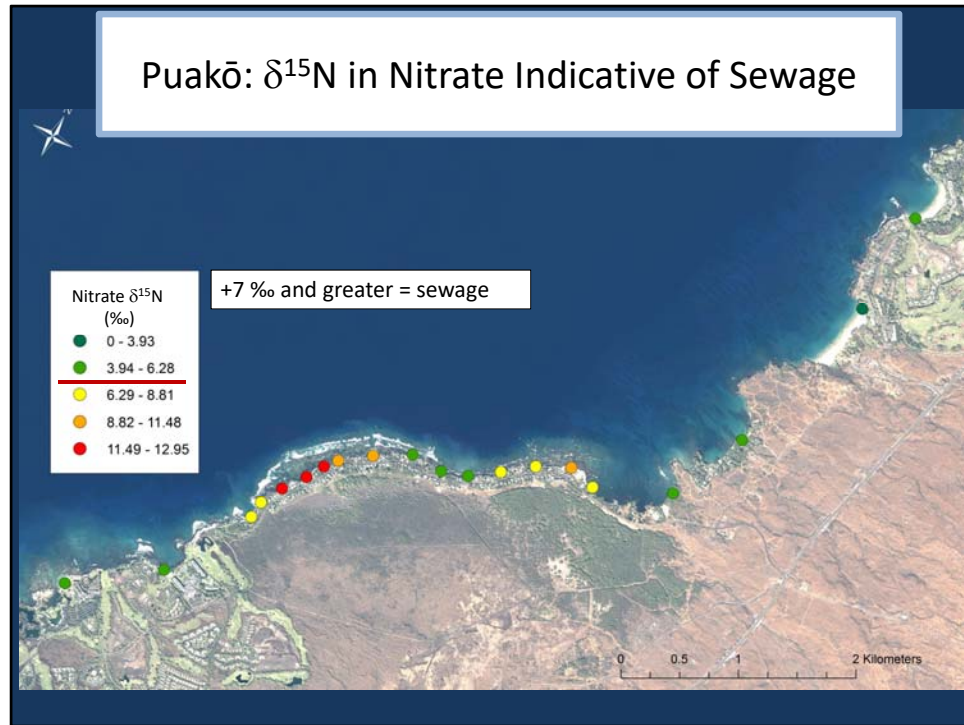 Puakō: δ¹⁵N in Nitrate Indicative of Sewage
N
+7 ‰ and greater = sewage
Nitrate δ¹⁵N
(‰)
0 - 3.93
3.94 - 6.28
6.29 - 8.81
8.82 - 11.48
11.49 - 12.95
0 0.5 1 2 Kilometers